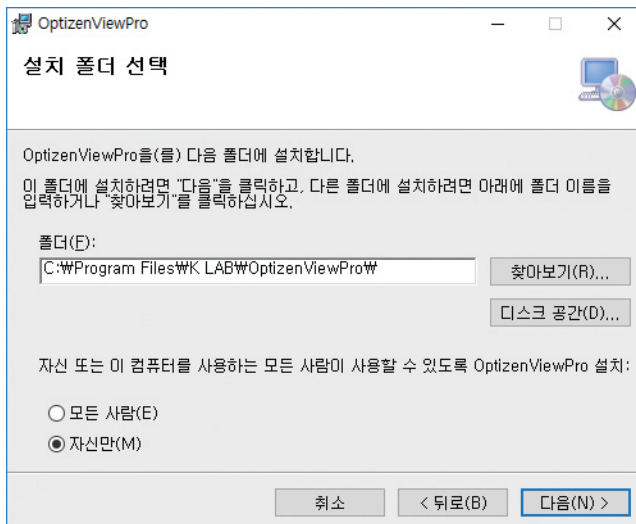 OptizenViewPro
설치 폴더 선택
OptizenViewPro을(를) 다음 폴더에 설치합니다.
이 폴더에 설치하려면 "다음"을 클릭하고, 다른 폴더에 설치하려면 아래에 폴더 이름을
입력하거나 "찾아보기"를 클릭하십시오.
폴더(F):
C:₩Program Files₩K LAB₩OptizenViewPro₩
찾아보기(R)...
디스크 공간(D)...
자신 또는 이 컴퓨터를 사용하는 모든 사람이 사용할 수 있도록 OptizenViewPro 설치:
모든 사람(E)
자신만(M)
취소
< 뒤로(B)
다음(N) >